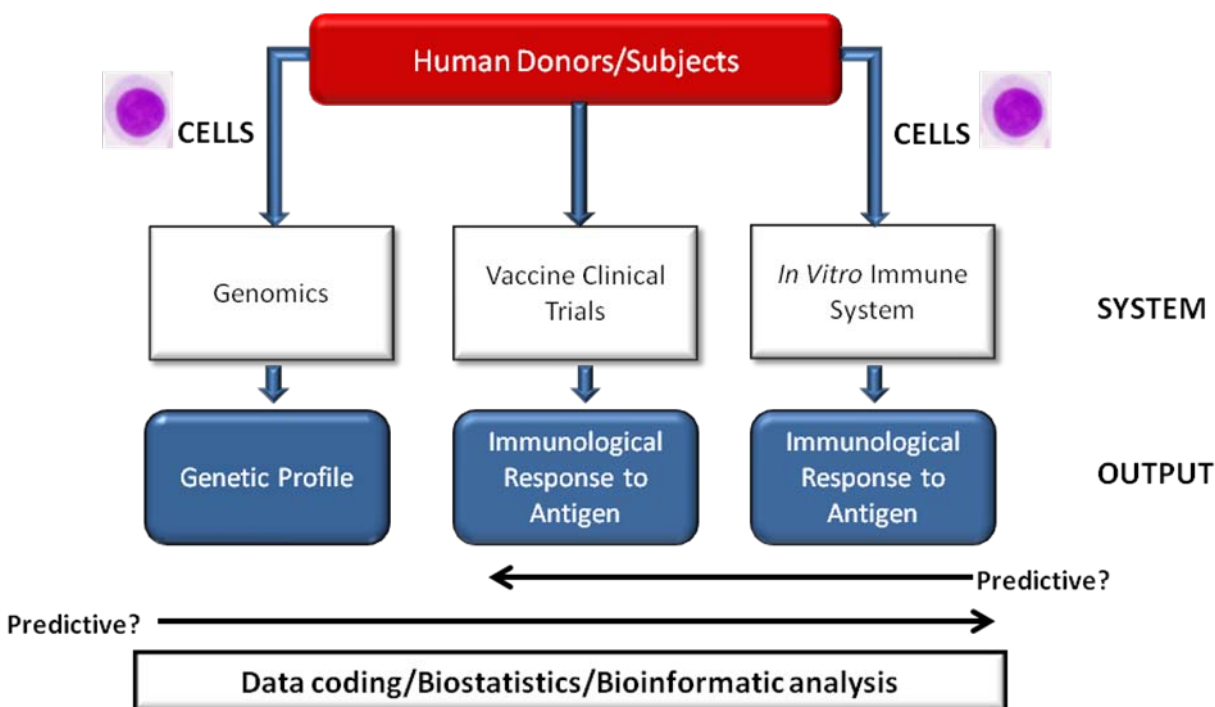 Human Donors/Subjects
CELLS
CELLS
Genomics
Vaccine Clinical
Trials
In Vitro Immune
System
SYSTEM
Genetic Profile
Immunological
Response to
Antigen
Immunological
Response to
Antigen
OUTPUT
Predictive?
Predictive?
Data coding/Biostatistics/Bioinformatic analysis